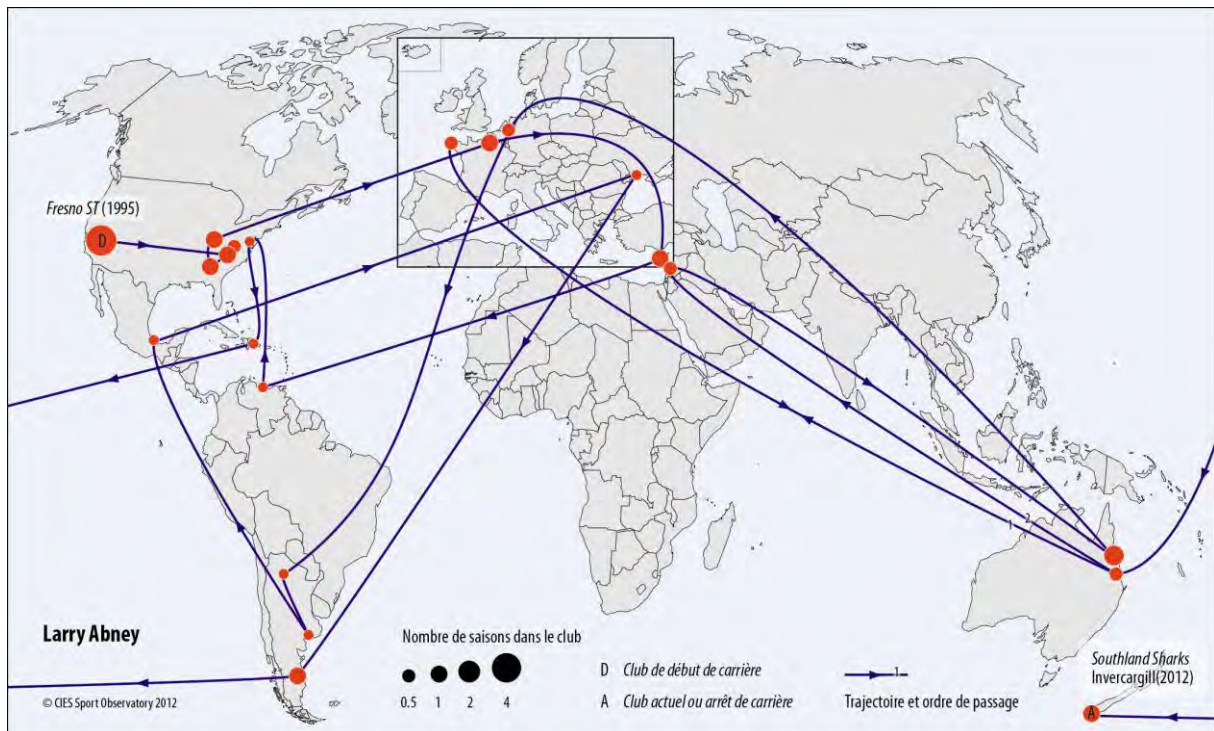 Fresno ST (1995)
D
2
1
Larry Abney
Nombre de saisons dans le club
0.5 1 2 4
D Club de début de carrière
A Club actuel ou arrêt de carrière
1
Trajectoire et ordre de passage
Southland Sharks
Invercargill(2012)
A
© CIES Sport Observatory 2012